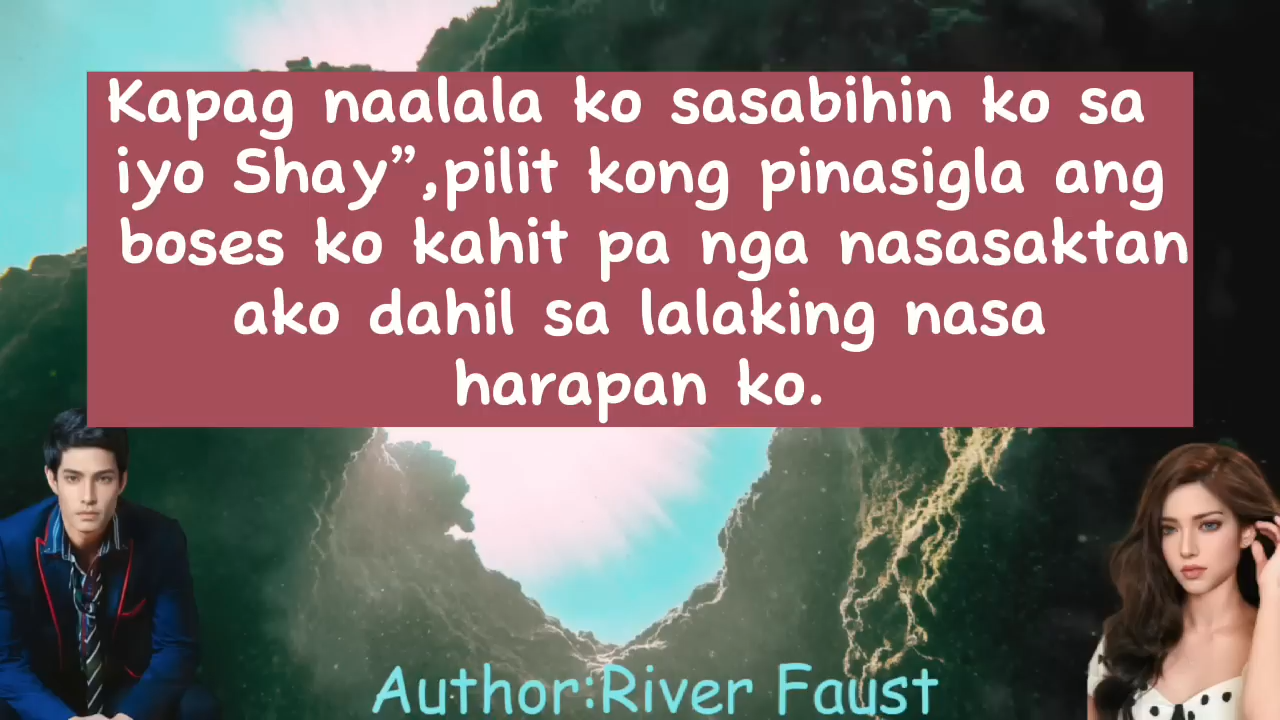 Kapag naalala ko sasabihin ko sa
iyo Shay”,pilit kong pinasigla ang
boses ko kahit pa nga nasasaktan
ako dahil sa lalaking nasa
harapan ko.
Author:River Faust